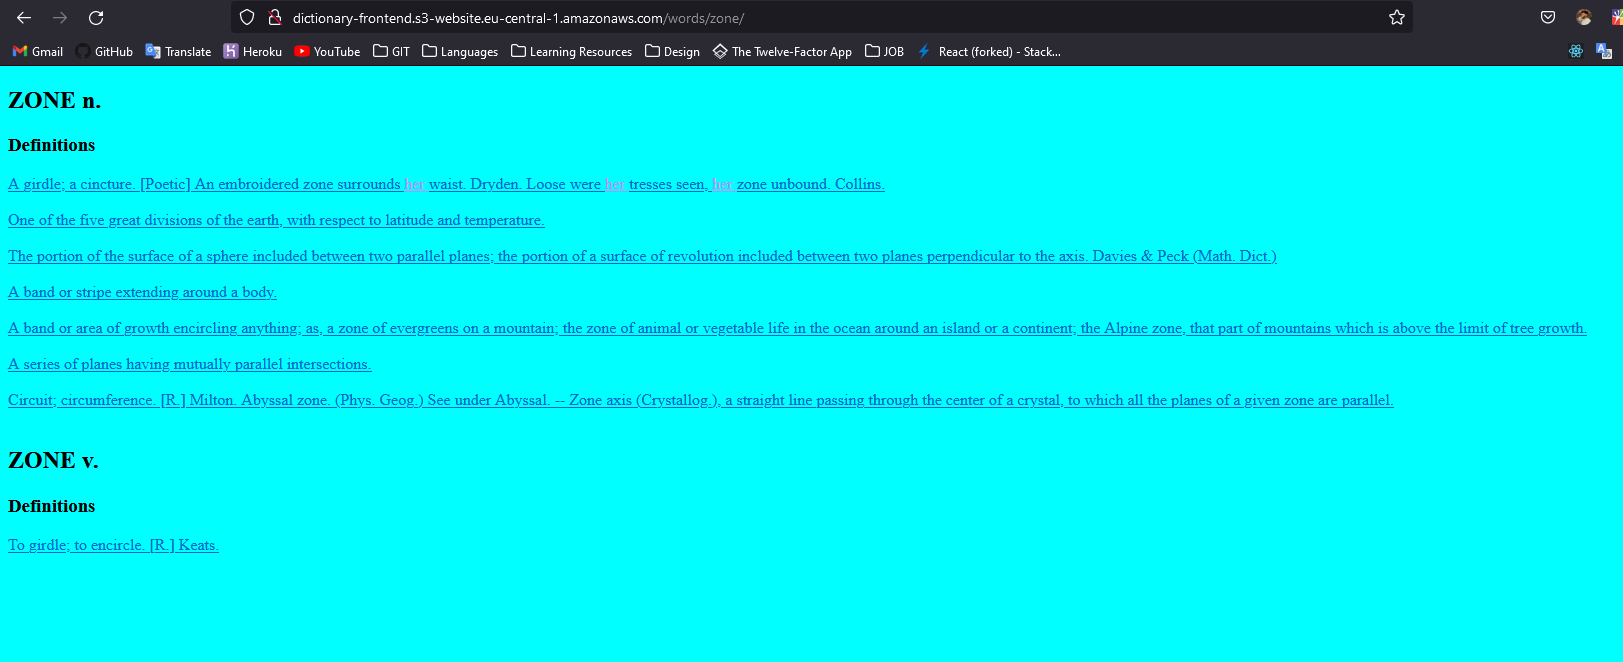 dictionary-frontend.s3-website.eu-central-1.amazonaws.com/words/zone/
Gmail GitHub Translate Heroku YouTube GIT Languages Learning Resources Design The Twelve-Factor App JOB React (forked) - Stack...
ZONE n.
Definitions
A girdle; a cincture. [Poetic] An embroidered zone surrounds her waist. Dryden. Loose were her tresses seen, her zone unbound. Collins.
One of the five great divisions of the earth, with respect to latitude and temperature.
The portion of the surface of a sphere included between two parallel planes; the portion of a surface of revolution included between two planes perpendicular to the axis. Davies & Peck (Math. Dict.)
A band or stripe extending around a body.
A band or area of growth encircling anything; as, a zone of evergreens on a mountain; the zone of animal or vegetable life in the ocean around an island or a continent; the Alpine zone, that part of mountains which is above the limit of tree growth.
A series of planes having mutually parallel intersections.
Circuit; circumference. [R.] Milton. Abyssal zone. (Phys. Geog.) See under Abyssal. -- Zone axis (Crystallog.), a straight line passing through the center of a crystal, to which all the planes of a given zone are parallel.
ZONE v.
Definitions
To girdle; to encircle. [R.] Keats.